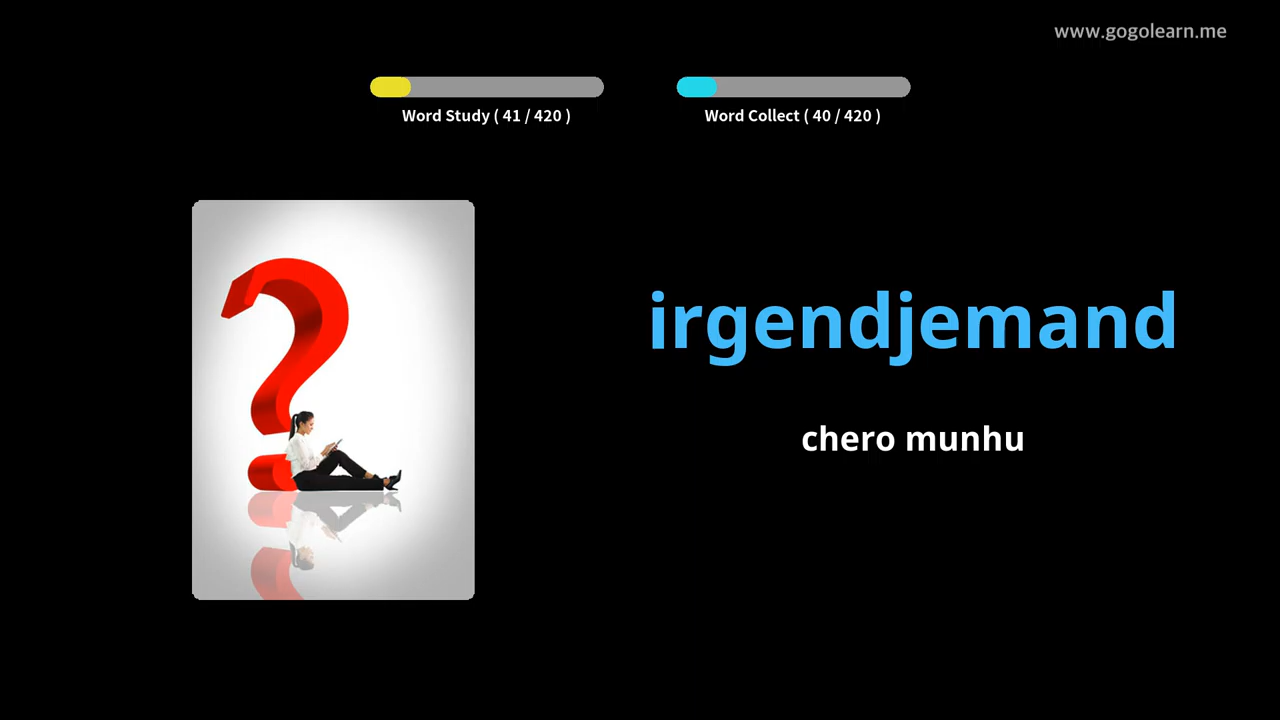 www.gogolearn.me
Word Study ( 41 / 420 )
Word Collect ( 40 / 420 )
irgendjemand
chero munhu